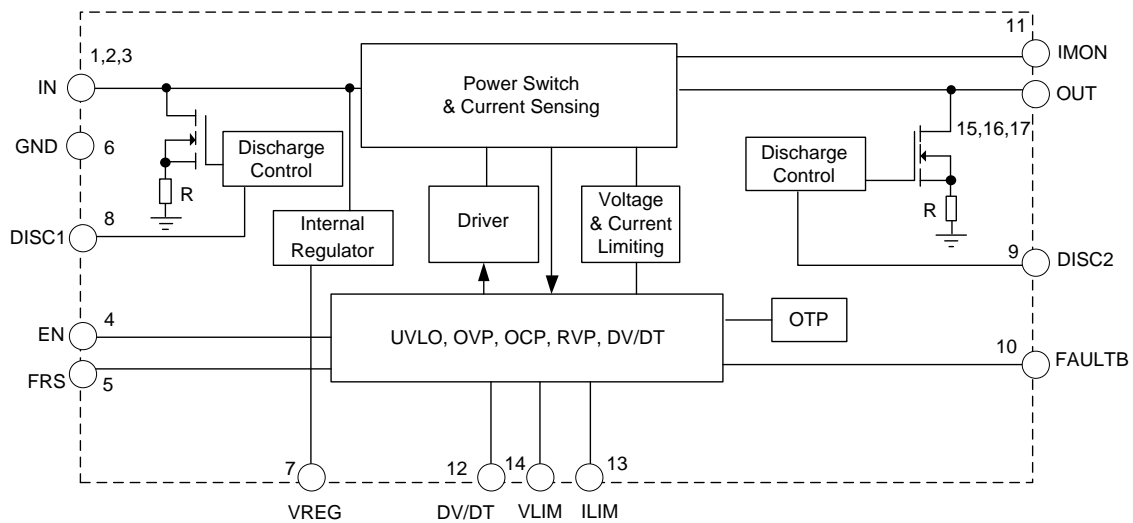 11
IMON
1,2,3
IN
Power Switch
& Current Sensing
OUT
15,16,17
GND
6
Discharge
Control
Discharge
Control
R
R
8
DISC1
Internal
Regulator
Driver
Voltage
& Current
Limiting
9
DISC2
4
EN
UVLO, OVP, OCP, RVP, DV/DT
OTP
10
FAULTB
FRS
5
7
12
14
13
VREG
DV/DT
VLIM
ILIM